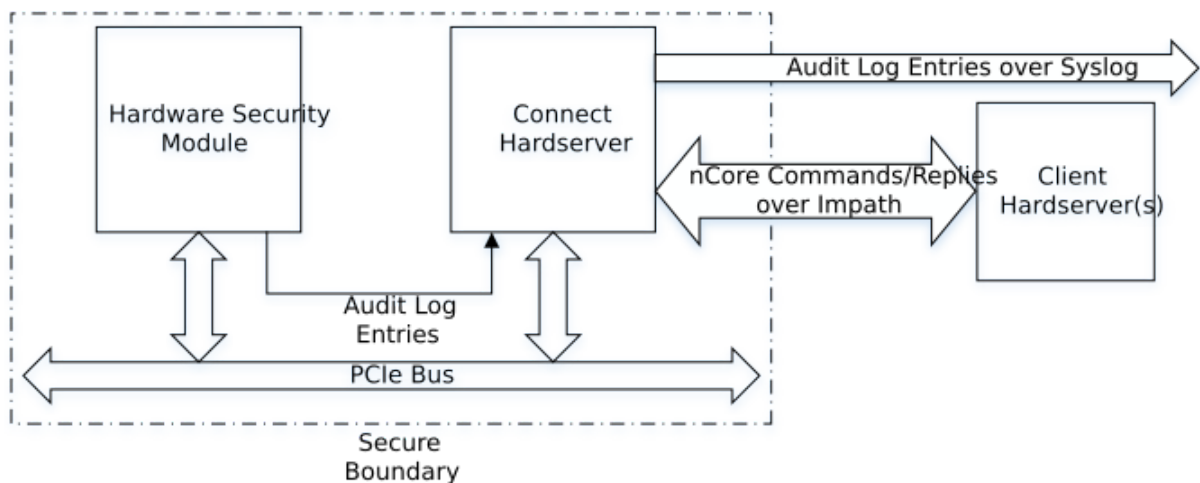 Hardware Security
Module
Connect
Hardserver
Audit Log Entries over Syslog
nCore Commands/Replies
over Impath
Client
Hardserver(s)
Audit Log
Entries
PCIe Bus
Secure
Boundary